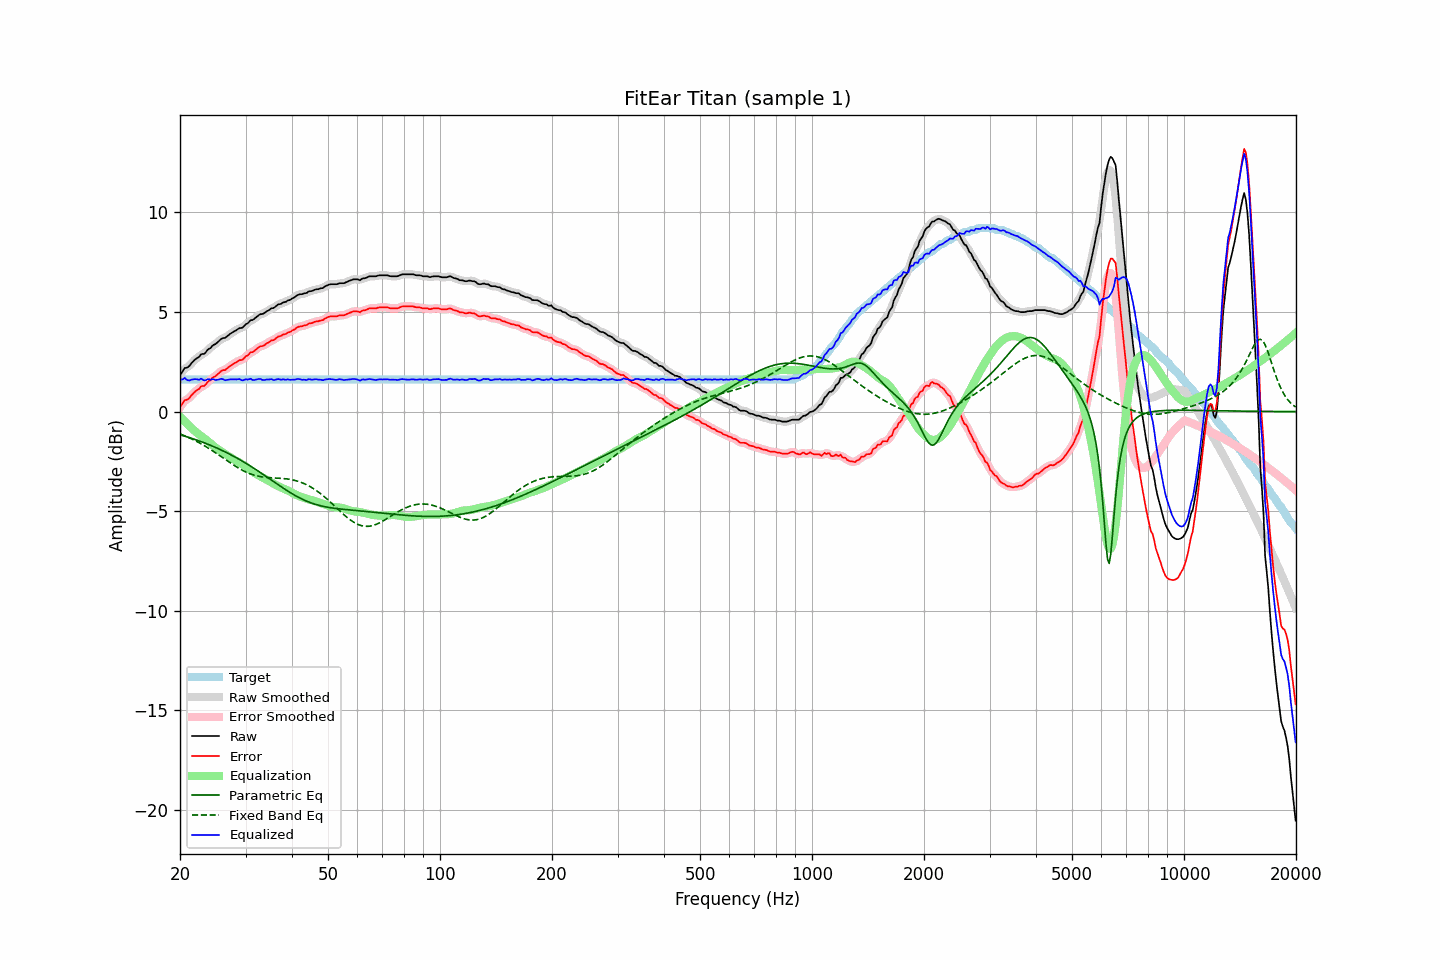 FitEar Titan (sample 1)
Amplitude (dBr)
10
5
0
−5
−10
−15
−20
Target
Raw Smoothed
Error Smoothed
Raw
Error
Equalization
Parametric Eq
Fixed Band Eq
Equalized
20 50 100 200 500 1000 2000 5000 10000 20000
Frequency (Hz)